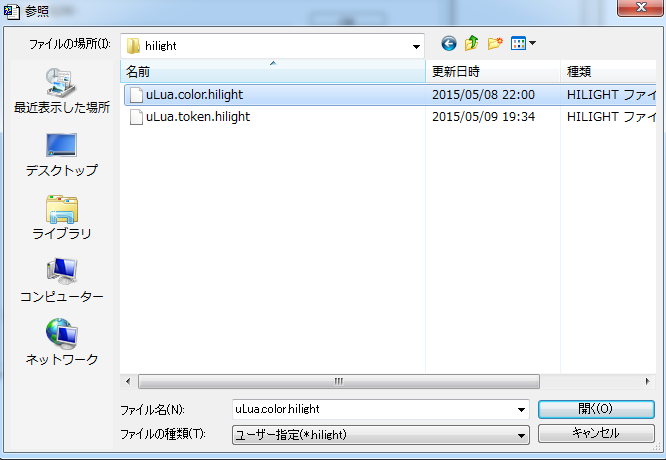 参照
ファイルの場所(I):
hilight
最近表示した場所
デスクトップ
ライブラリ
コンピューター
ネットワーク
名前 更新日時 種類
uLua.color.hilight 2015/05/08 22:00 HILIGHT ファイ
uLua.token.hilight 2015/05/09 19:34 HILIGHT ファイ
ファイル名(N):
uLua.color.hilight
開く(O)
ファイルの種類(T):
ユーザー指定(*.hilight)
キャンセル